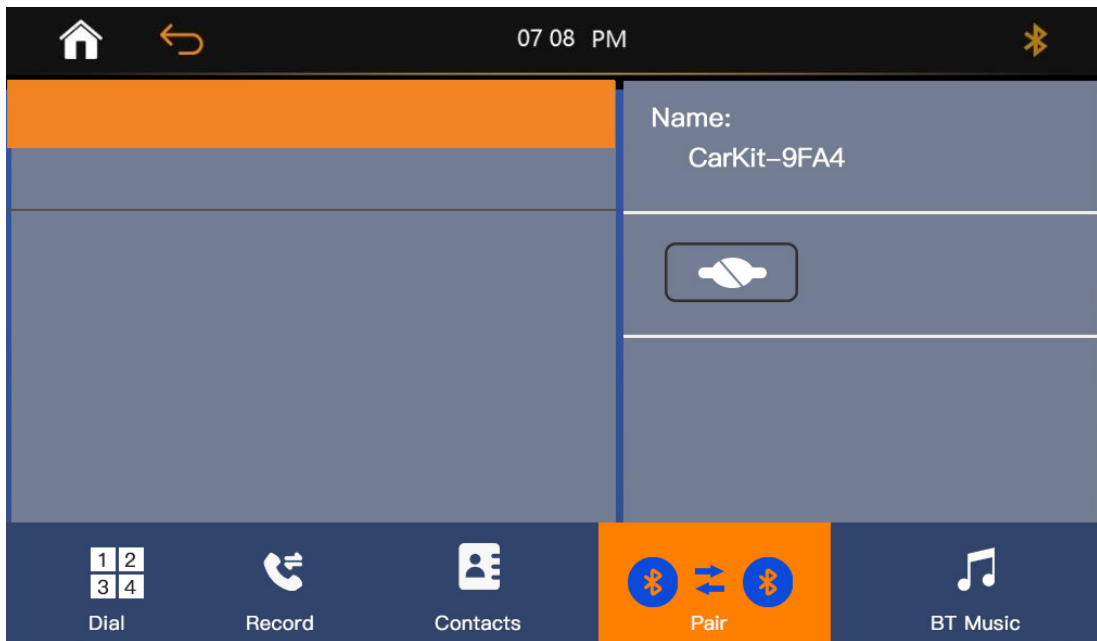 07 08 PM
Name:
CarKit-9FA4
1 2
3 4
Dial
Record
Contacts
Pair
BT Music